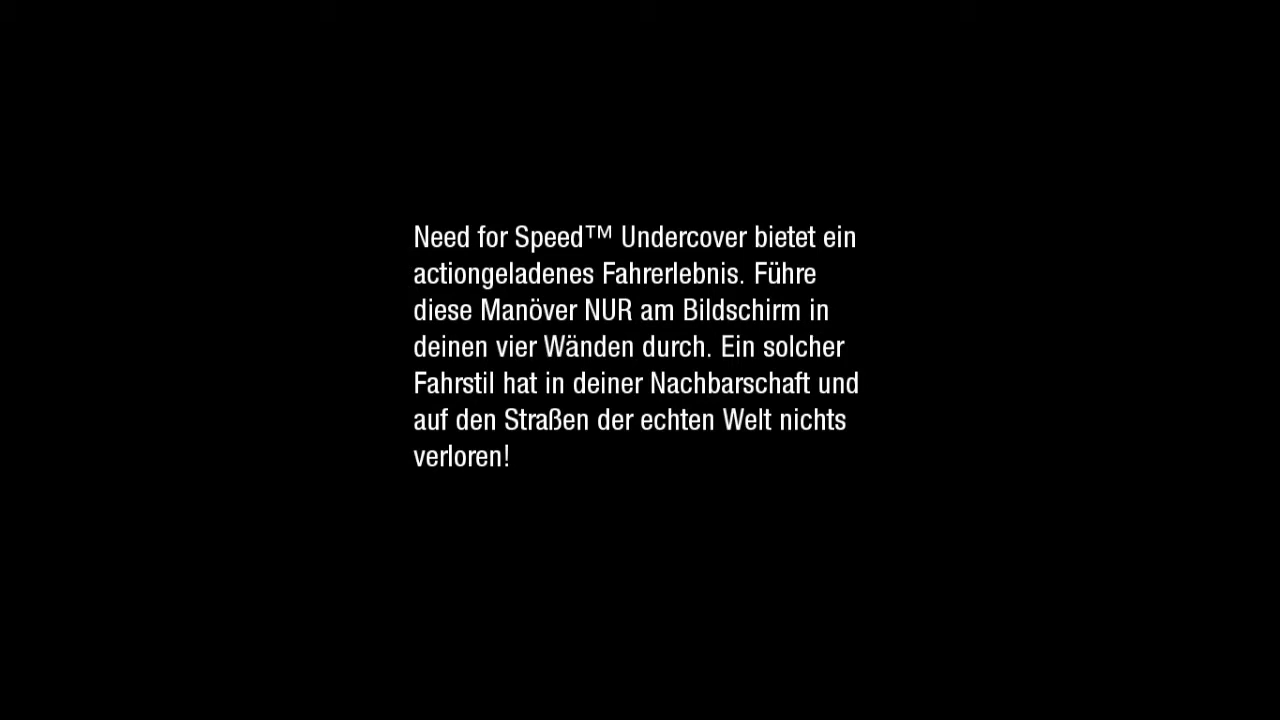 Need for Speed™ Undercover bietet ein
actiongeladenes Fahrerlebnis. Führe
diese Manöver NUR am Bildschirm in
deinen vier Wänden durch. Ein solcher
Fahrstil hat in deiner Nachbarschaft und
auf den Straßen der echten Welt nichts
verloren!